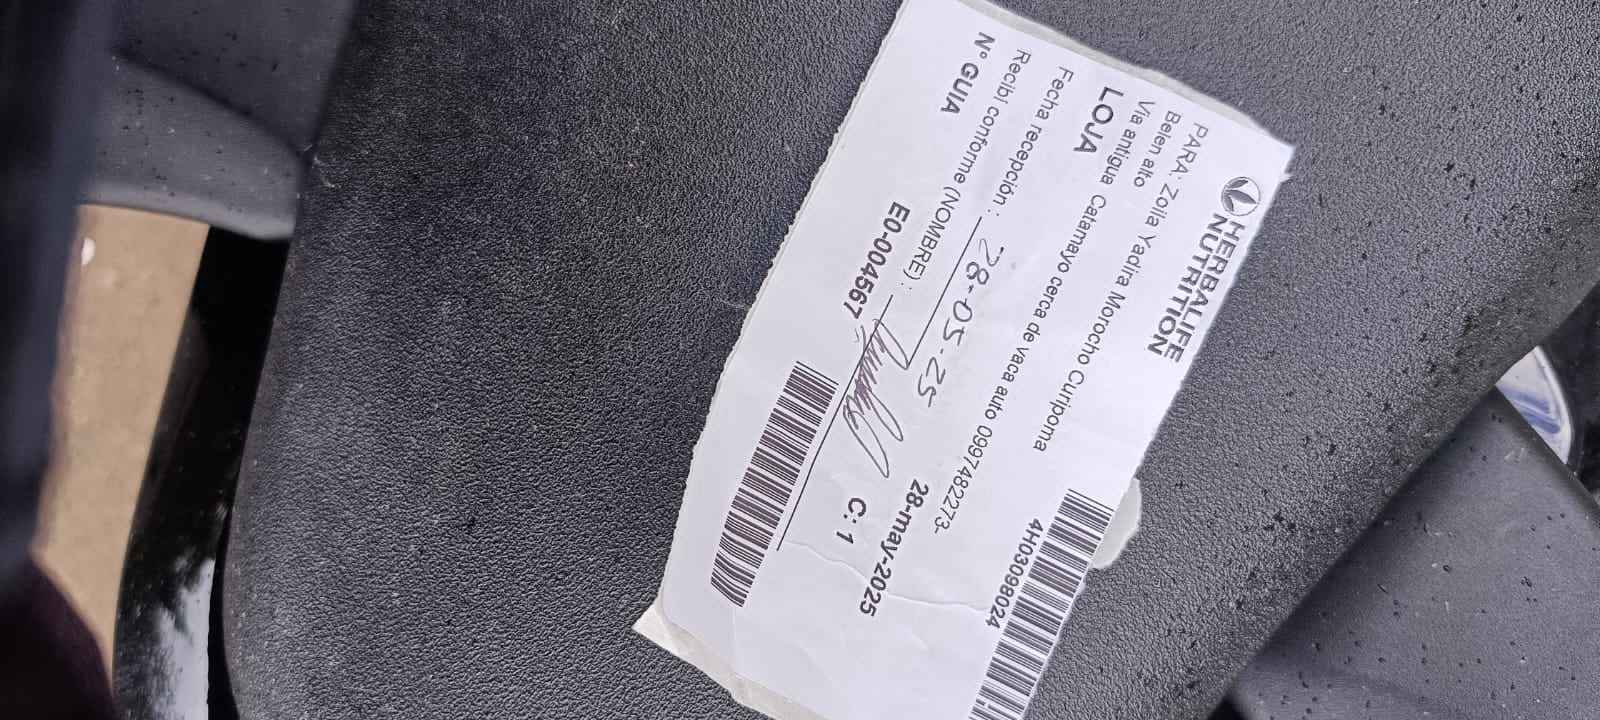 HERBALIFE
NUTRITION
4H03098024
PARA: Zoila Yadira Morocho Curipoma
Belen alto
Via antigua Catamayo cerca de vaca auto 0997482273-
LOJA
Fecha recepción : 28-05-25
Recibí conforme (NOMBRE) :
28-may-2025
Nº GUIA E0-004567 C: 1